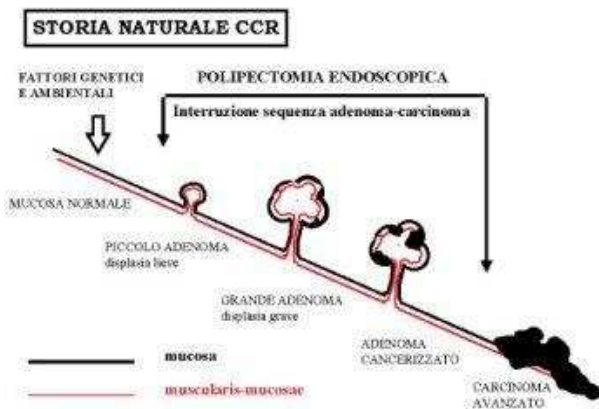 STORIA NATURALE CCR
FATTORI GENETICI
E AMBIENTALI
POLIPECTOMIA ENDOSCOPICA
Interruzione sequenza adenoma-carcinoma
MUCOSA NORMALE
PICCOLO ADENOMA
displasia lieve
GRANDE ADENOMA
displasia grave
ADENOMA
CANCERIZZATO
CARCINOMA
AVANZATO
mucosa
muscularis-mucosae